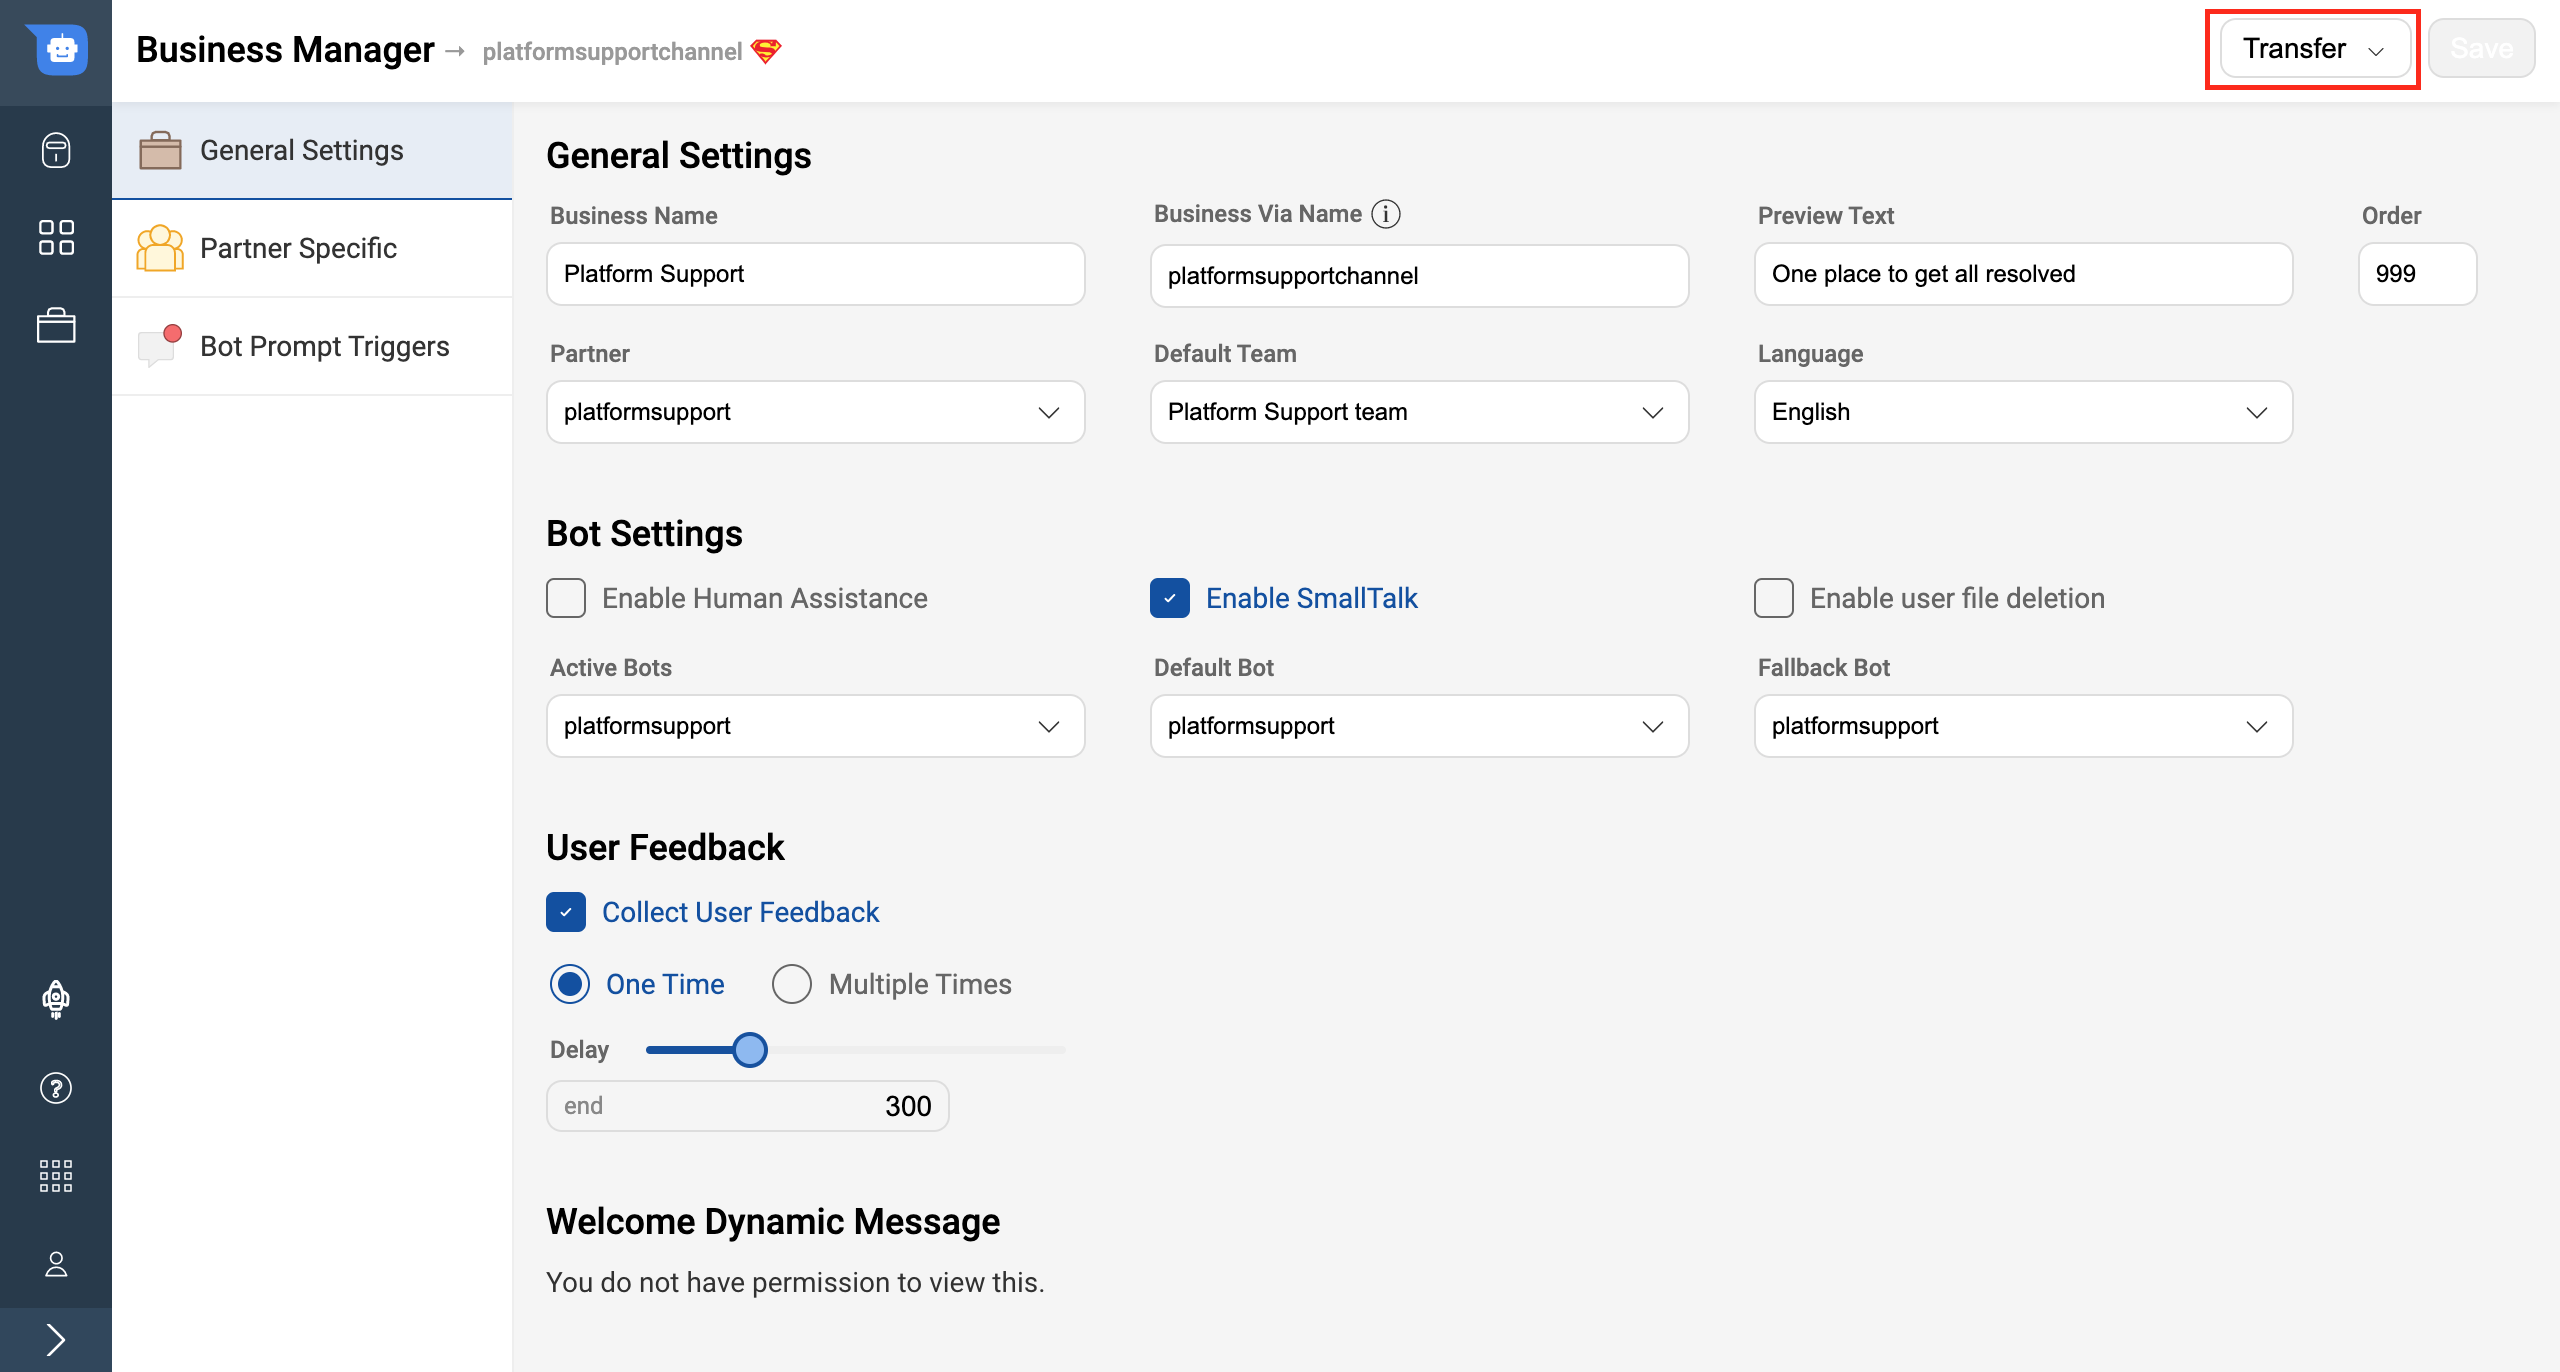 Business Manager → platformsupportchannel
Transfer
Save
General Settings
Partner Specific
Bot Prompt Triggers
General Settings
Business Name
Business Via Name
Preview Text
Order
Platform Support
platformsupportchannel
One place to get all resolved
999
Partner
Default Team
Language
platformsupport
Platform Support team
English
Bot Settings
Enable Human Assistance
Enable SmallTalk
Enable user file deletion
Active Bots
Default Bot
Fallback Bot
platformsupport
platformsupport
platformsupport
User Feedback
Collect User Feedback
One Time
Multiple Times
Delay
end 300
Welcome Dynamic Message
You do not have permission to view this.